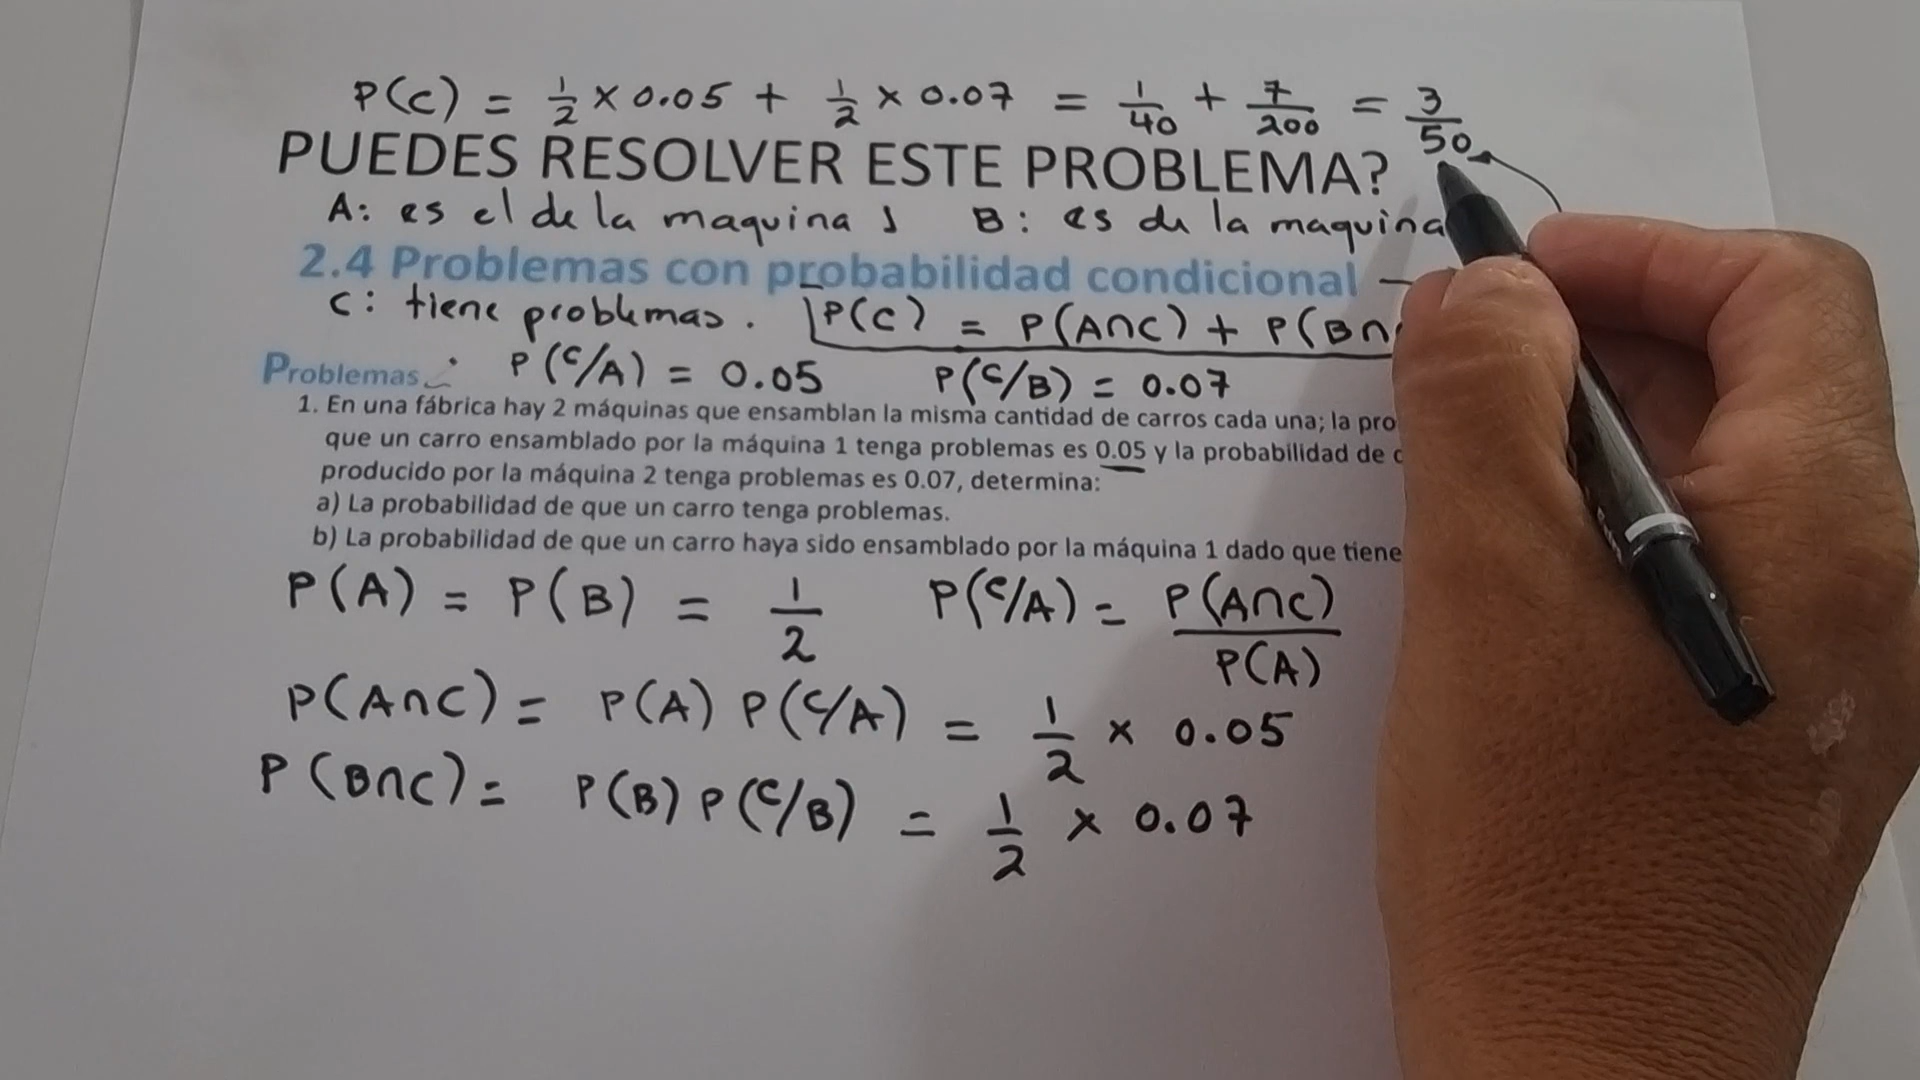 P(C) = 1/2 × 0.05 + 1/2 × 0.07 = 1/40 + 7/200 = 3/50
PUEDES RESOLVER ESTE PROBLEMA?
A: es el de la maquina 1 B: es de la maquina
2.4 Problemas con probabilidad condicional
C: tiene problemas. P(C) = P(A∩C) + P(B∩
Problemas P(C/A) = 0.05 P(C/B) = 0.07
1. En una fábrica hay 2 máquinas que ensamblan la misma cantidad de carros cada una; la pro
que un carro ensamblado por la máquina 1 tenga problemas es 0.05 y la probabilidad de
producido por la máquina 2 tenga problemas es 0.07, determina:
a) La probabilidad de que un carro tenga problemas.
b) La probabilidad de que un carro haya sido ensamblado por la máquina 1 dado que tiene
P(A) = P(B) = 1/2 P(C/A) = P(A∩C)/P(A)
P(A∩C) = P(A) P(C/A) = 1/2 × 0.05
P(B∩C) = P(B) P(C/B) = 1/2 × 0.07